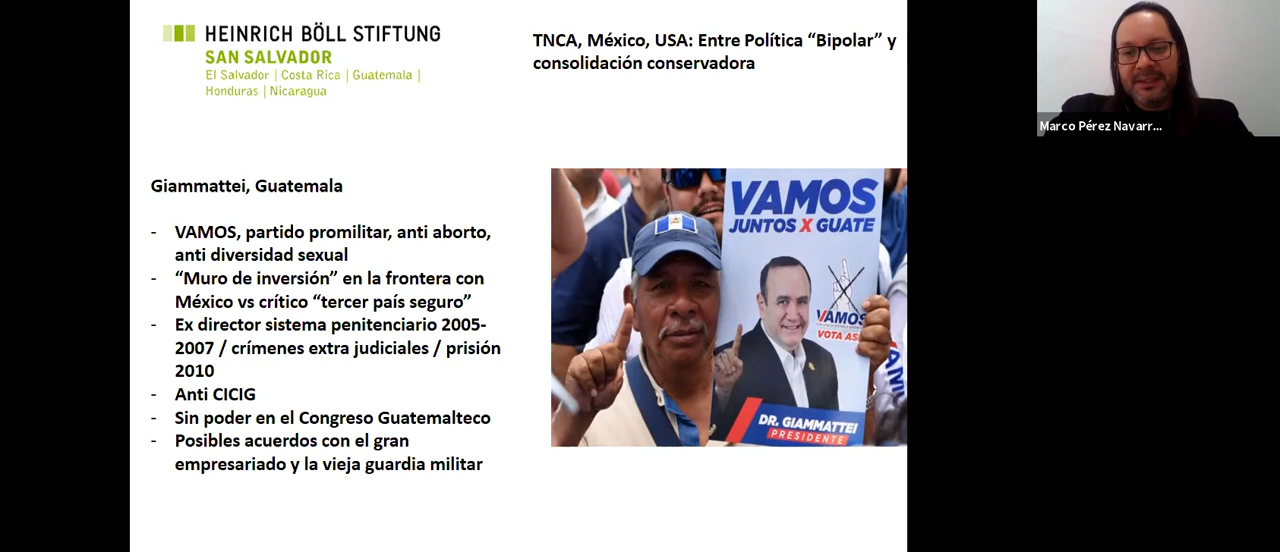 HEINRICH BÖLL STIFTUNG
SAN SALVADOR
El Salvador | Costa Rica | Guatemala |
Honduras | Nicaragua
TNCA, México, USA: Entre Política “Bipolar” y
consolidación conservadora
Marco Pérez Navarr...
Giammattei, Guatemala
- VAMOS, partido promilitar, anti aborto,
anti diversidad sexual
- “Muro de inversión” en la frontera con
México vs crítico “tercer país seguro”
- Ex director sistema penitenciario 2005-
2007 / crímenes extra judiciales / prisión
2010
- Anti CICIG
- Sin poder en el Congreso Guatemalteco
- Posibles acuerdos con el gran
empresariado y la vieja guardia militar
VAMOS
JUNTOS X GUATE
VAMOS
VOTA ASÍ
DR. GIAMMATTEI
PRESIDENTE